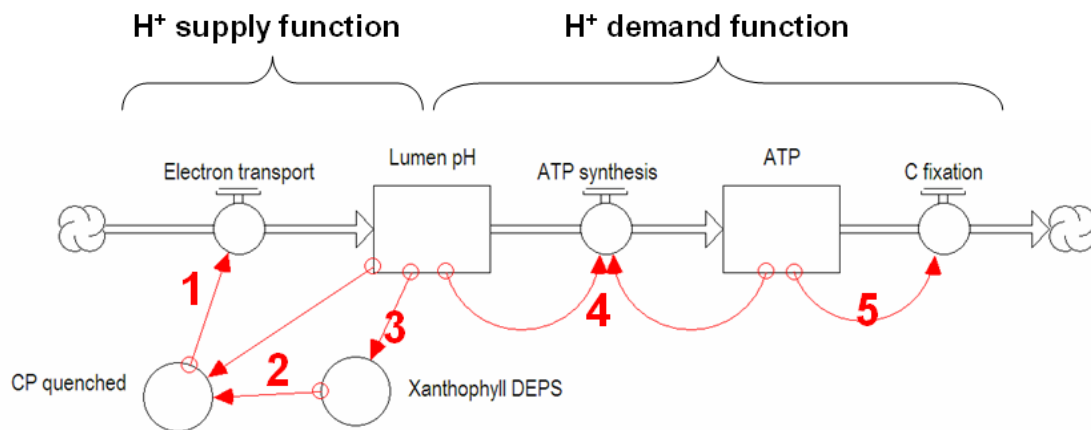 H⁺ supply function
H⁺ demand function
Electron transport
Lumen pH
ATP synthesis
ATP
C fixation
1
3
4
5
2
CP quenched
Xanthophyll DEPS